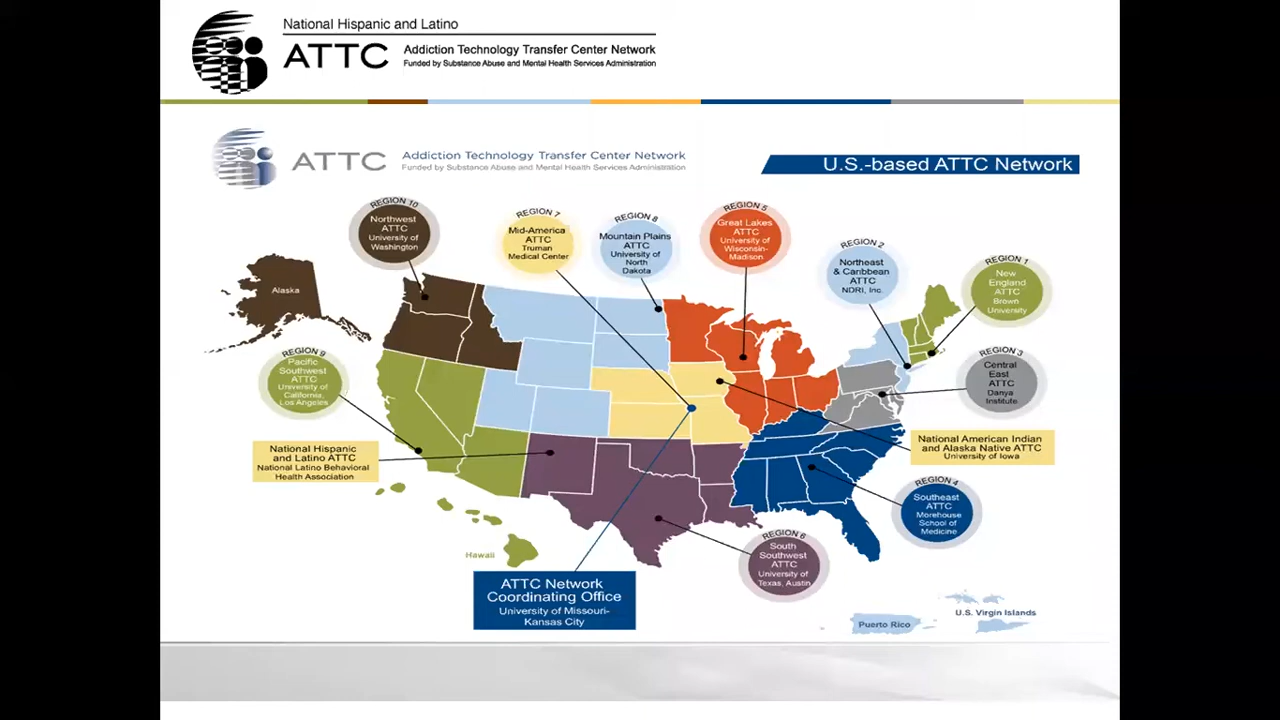 National Hispanic and Latino
ATTC
Addiction Technology Transfer Center Network
Funded by Substance Abuse and Mental Health Services Administration
ATTC
Addiction Technology Transfer Center Network
Funded by Substance Abuse and Mental Health Services Administration
U.S.-based ATTC Network
REGION 10
Northwest
ATTC
University of
Washington
REGION 7
Mid-America
ATTC
Truman
Medical Center
REGION 8
Mountain Plains
ATTC
University of
North
Dakota
REGION 5
Great Lakes
ATTC
University of
Wisconsin-
Madison
REGION 2
Northeast
& Caribbean
ATTC
NDRI, Inc.
REGION 1
New
England
ATTC
Brown
University
Alaska
REGION 9
Pacific
Southwest
ATTC
University of
California,
Los Angeles
REGION 3
Central
East
ATTC
Danya
Institute
National Hispanic
and Latino ATTC
National Latino Behavioral
Health Association
National American Indian
and Alaska Native ATTC
University of Iowa
REGION 4
Southeast
ATTC
Morehouse
School of
Medicine
Hawaii
REGION 6
South
Southwest
ATTC
University of
Texas, Austin
ATTC Network
Coordinating Office
University of Missouri-
Kansas City
U.S. Virgin Islands
Puerto Rico